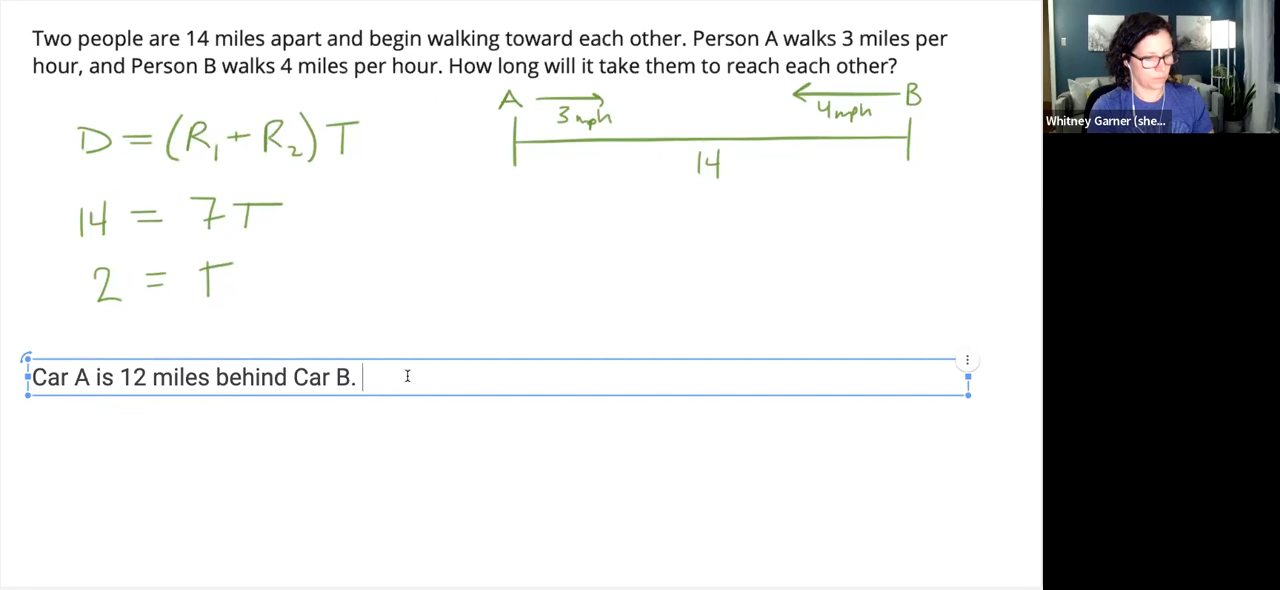 Two people are 14 miles apart and begin walking toward each other. Person A walks 3 miles per
hour, and Person B walks 4 miles per hour. How long will it take them to reach each other?
D = (R₁ + R₂) T
A
3 mph
B
4 mph
14
14 = 7T
2 = T
Car A is 12 miles behind Car B.
Whitney Garner (she...